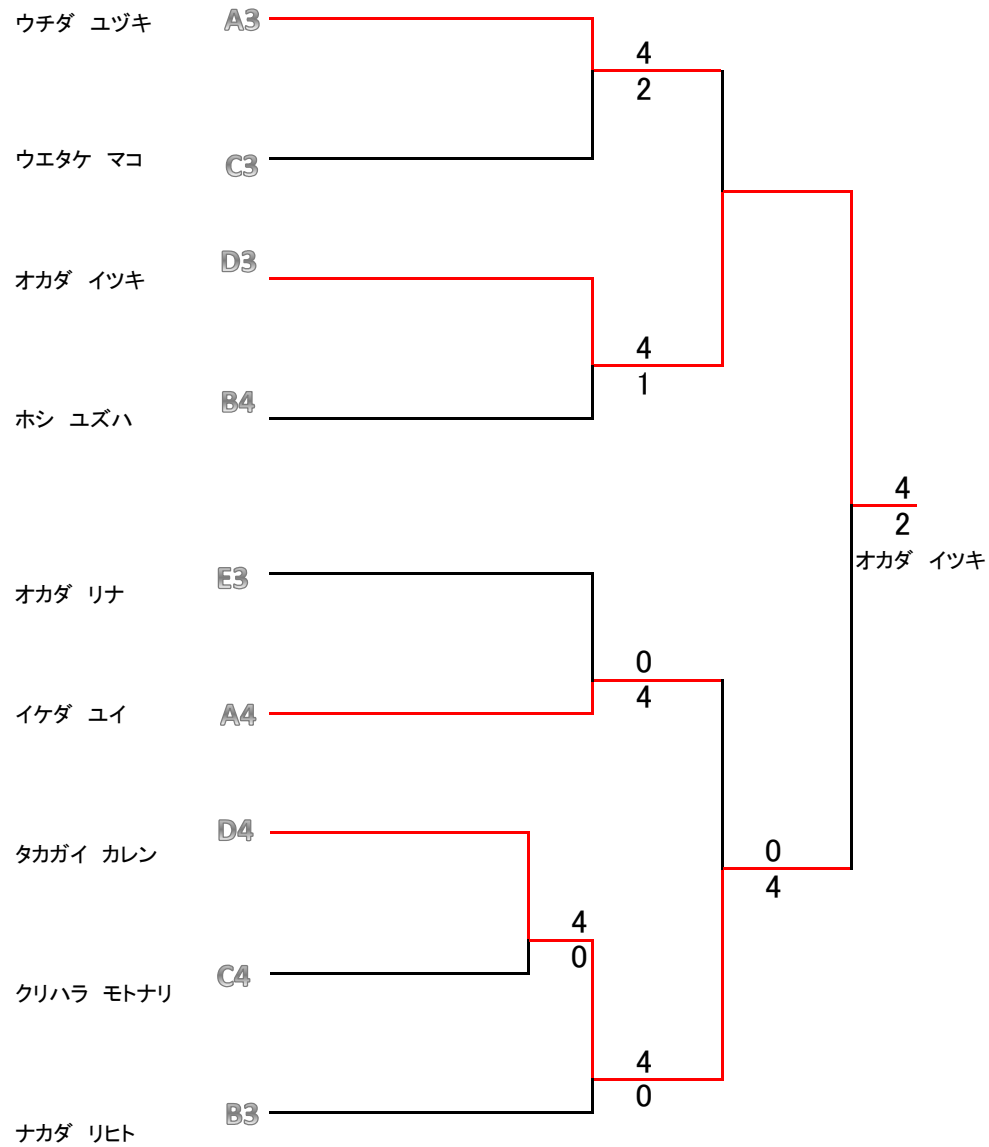 ウチダ　ユヅキ A3
4
2
ウエタケ　マコ C3
オカダ　イツキ D3
4
1
ホシ　ユズハ B4
4
2
オカダ　イツキ
オカダ　リナ E3
0
4
イケダ　ユイ A4
タカガイ　カレン D4
0
4
4
0
クリハラ　モトナリ C4
4
0
ナカダ　リヒト B3